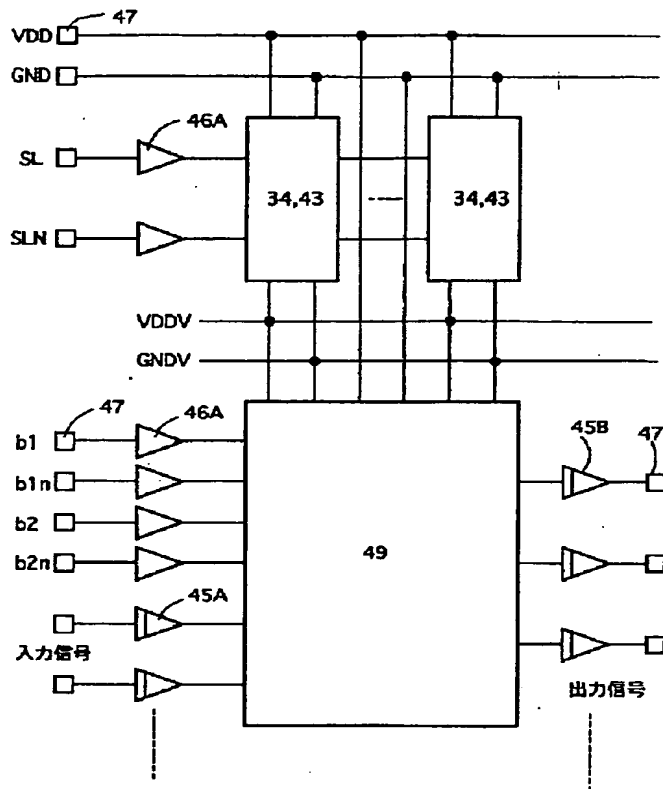 47
VDD
GND
46A
SL
34,43
34,43
SLN
VDDV
GNDV
47
46A
45B
47
b1
b1n
b2
b2n
49
45A
入力信号
出力信号